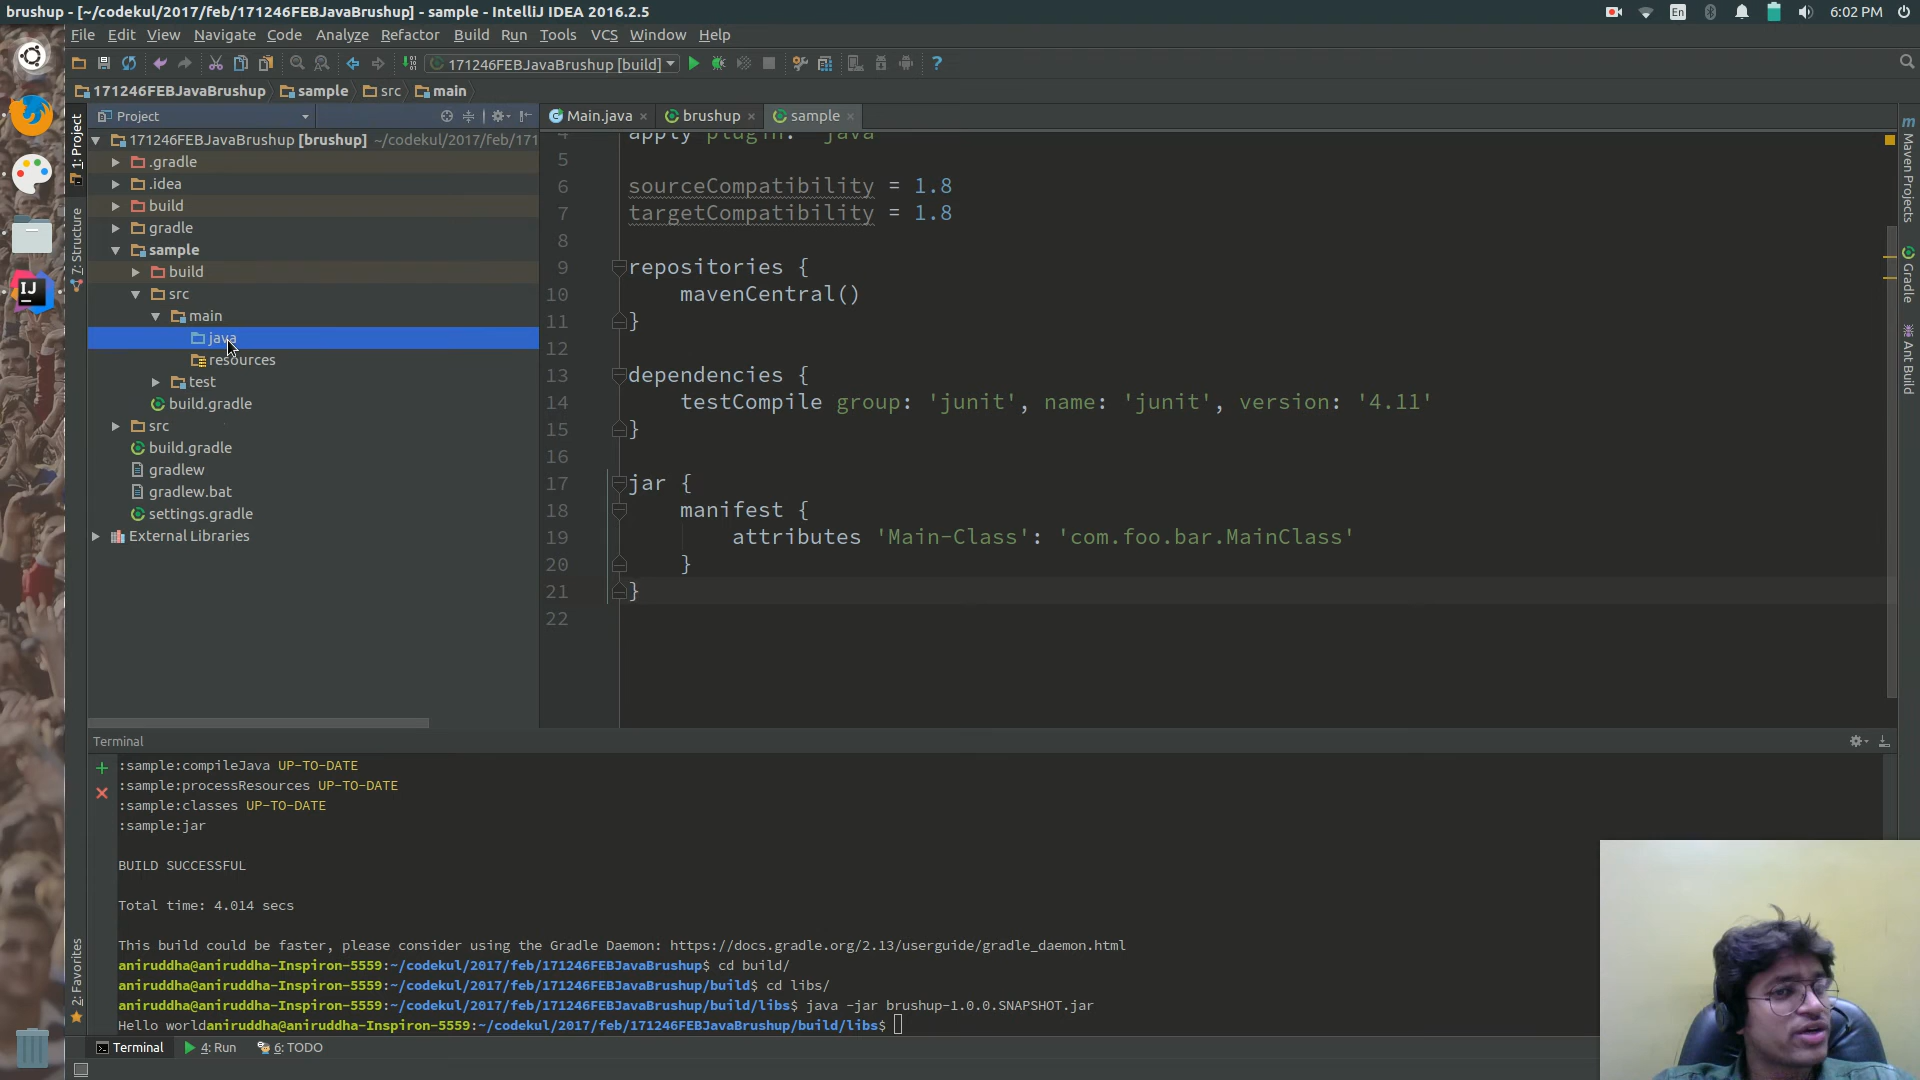 brushup - [~/codekul/2017/feb/171246FEBJavaBrushup] - sample - IntelliJ IDEA 2016.2.5
En
6:02 PM
File Edit View Navigate Code Analyze Refactor Build Run Tools VCS Window Help
171246FEBJavaBrushup [build]
171246FEBJavaBrushup sample src main
Project
Main.java brushup sample
1: Project
7: Structure
2: Favorites
171246FEBJavaBrushup [brushup] ~/codekul/2017/feb/171
.gradle
.idea
build
gradle
sample
build
src
main
java
resources
test
build.gradle
src
build.gradle
gradlew
gradlew.bat
settings.gradle
External Libraries
4 apply plugin: 'java'
5
6 sourceCompatibility = 1.8
7 targetCompatibility = 1.8
8
9 repositories {
10 mavenCentral()
11 }
12
13 dependencies {
14 testCompile group: 'junit', name: 'junit', version: '4.11'
15 }
16
17 jar {
18 manifest {
19 attributes 'Main-Class': 'com.foo.bar.MainClass'
20 }
21 }
22
m
Maven Projects
Gradle
Ant Build
IJ
Terminal
:sample:compileJava UP-TO-DATE
:sample:processResources UP-TO-DATE
:sample:classes UP-TO-DATE
:sample:jar
BUILD SUCCESSFUL
Total time: 4.014 secs
This build could be faster, please consider using the Gradle Daemon: https://docs.gradle.org/2.13/userguide/gradle_daemon.html
aniruddha@aniruddha-Inspiron-5559:~/codekul/2017/feb/171246FEBJavaBrushup$ cd build/
aniruddha@aniruddha-Inspiron-5559:~/codekul/2017/feb/171246FEBJavaBrushup/build$ cd libs/
aniruddha@aniruddha-Inspiron-5559:~/codekul/2017/feb/171246FEBJavaBrushup/build/libs$ java -jar brushup-1.0.0.SNAPSHOT.jar
Hello worldaniruddha@aniruddha-Inspiron-5559:~/codekul/2017/feb/171246FEBJavaBrushup/build/libs$
Terminal 4: Run 6: TODO